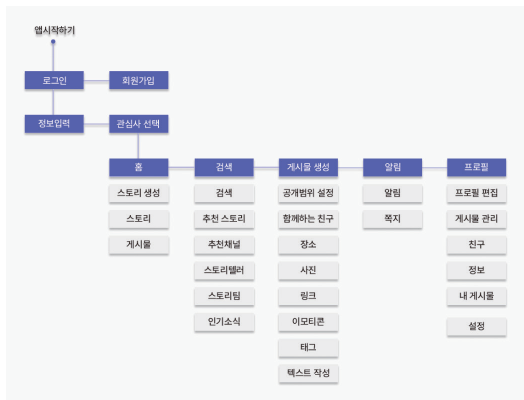 앱시작하기
로그인
회원가입
정보입력
관심사 선택
홈
검색
게시물 생성
알림
프로필
스토리 생성
검색
공개범위 설정
알림
프로필 편집
스토리
추천 스토리
함께하는 친구
쪽지
게시물 관리
게시물
추천채널
장소
친구
스토리텔러
사진
정보
스토리팀
링크
내 게시물
인기소식
이모티콘
설정
태그
텍스트 작성